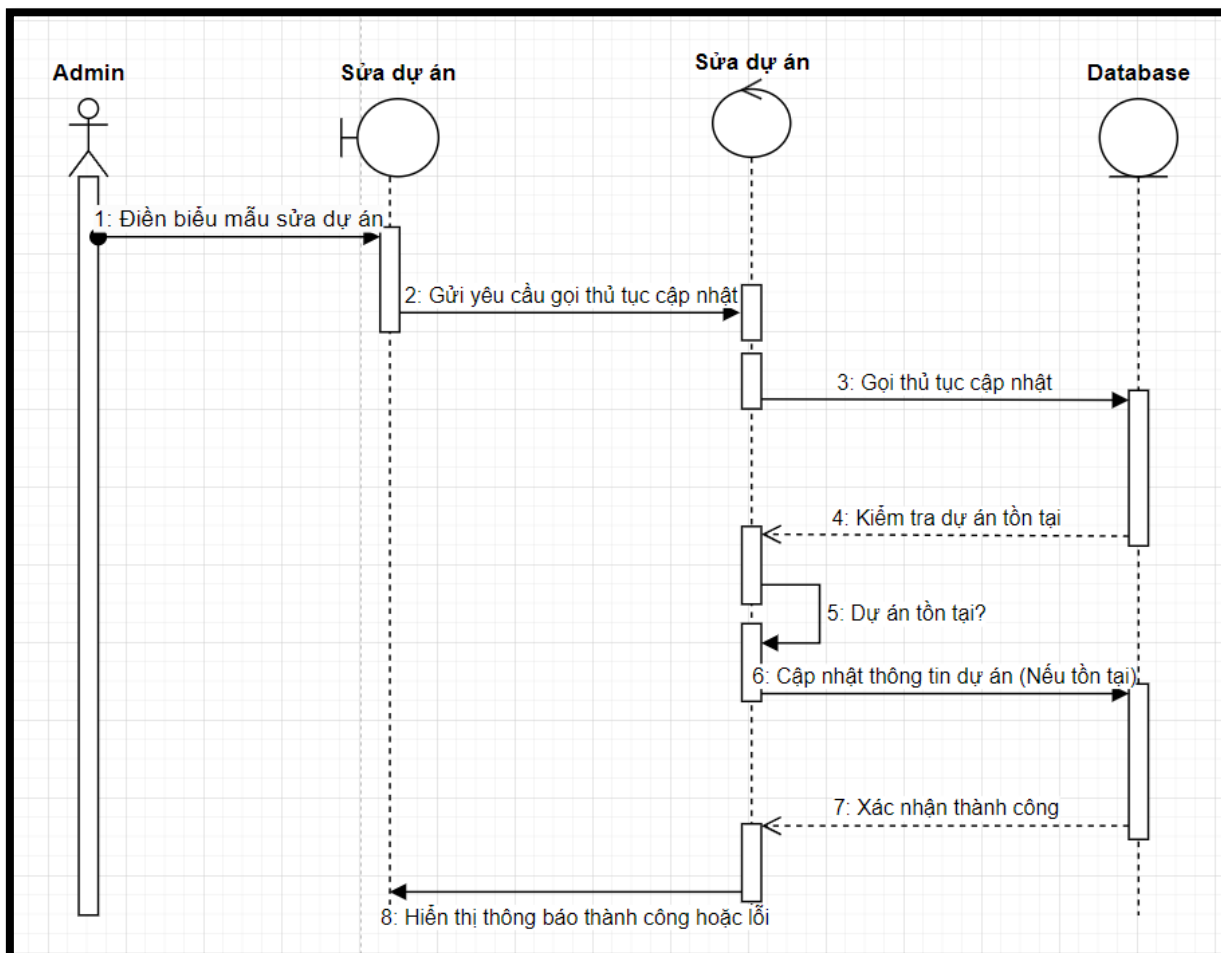 Admin
Sửa dự án
Sửa dự án
Database
1: Điền biểu mẫu sửa dự án
2: Gửi yêu cầu gọi thủ tục cập nhật
3: Gọi thủ tục cập nhật
4: Kiểm tra dự án tồn tại
5: Dự án tồn tại?
6: Cập nhật thông tin dự án (Nếu tồn tại)
7: Xác nhận thành công
8: Hiển thị thông báo thành công hoặc lỗi